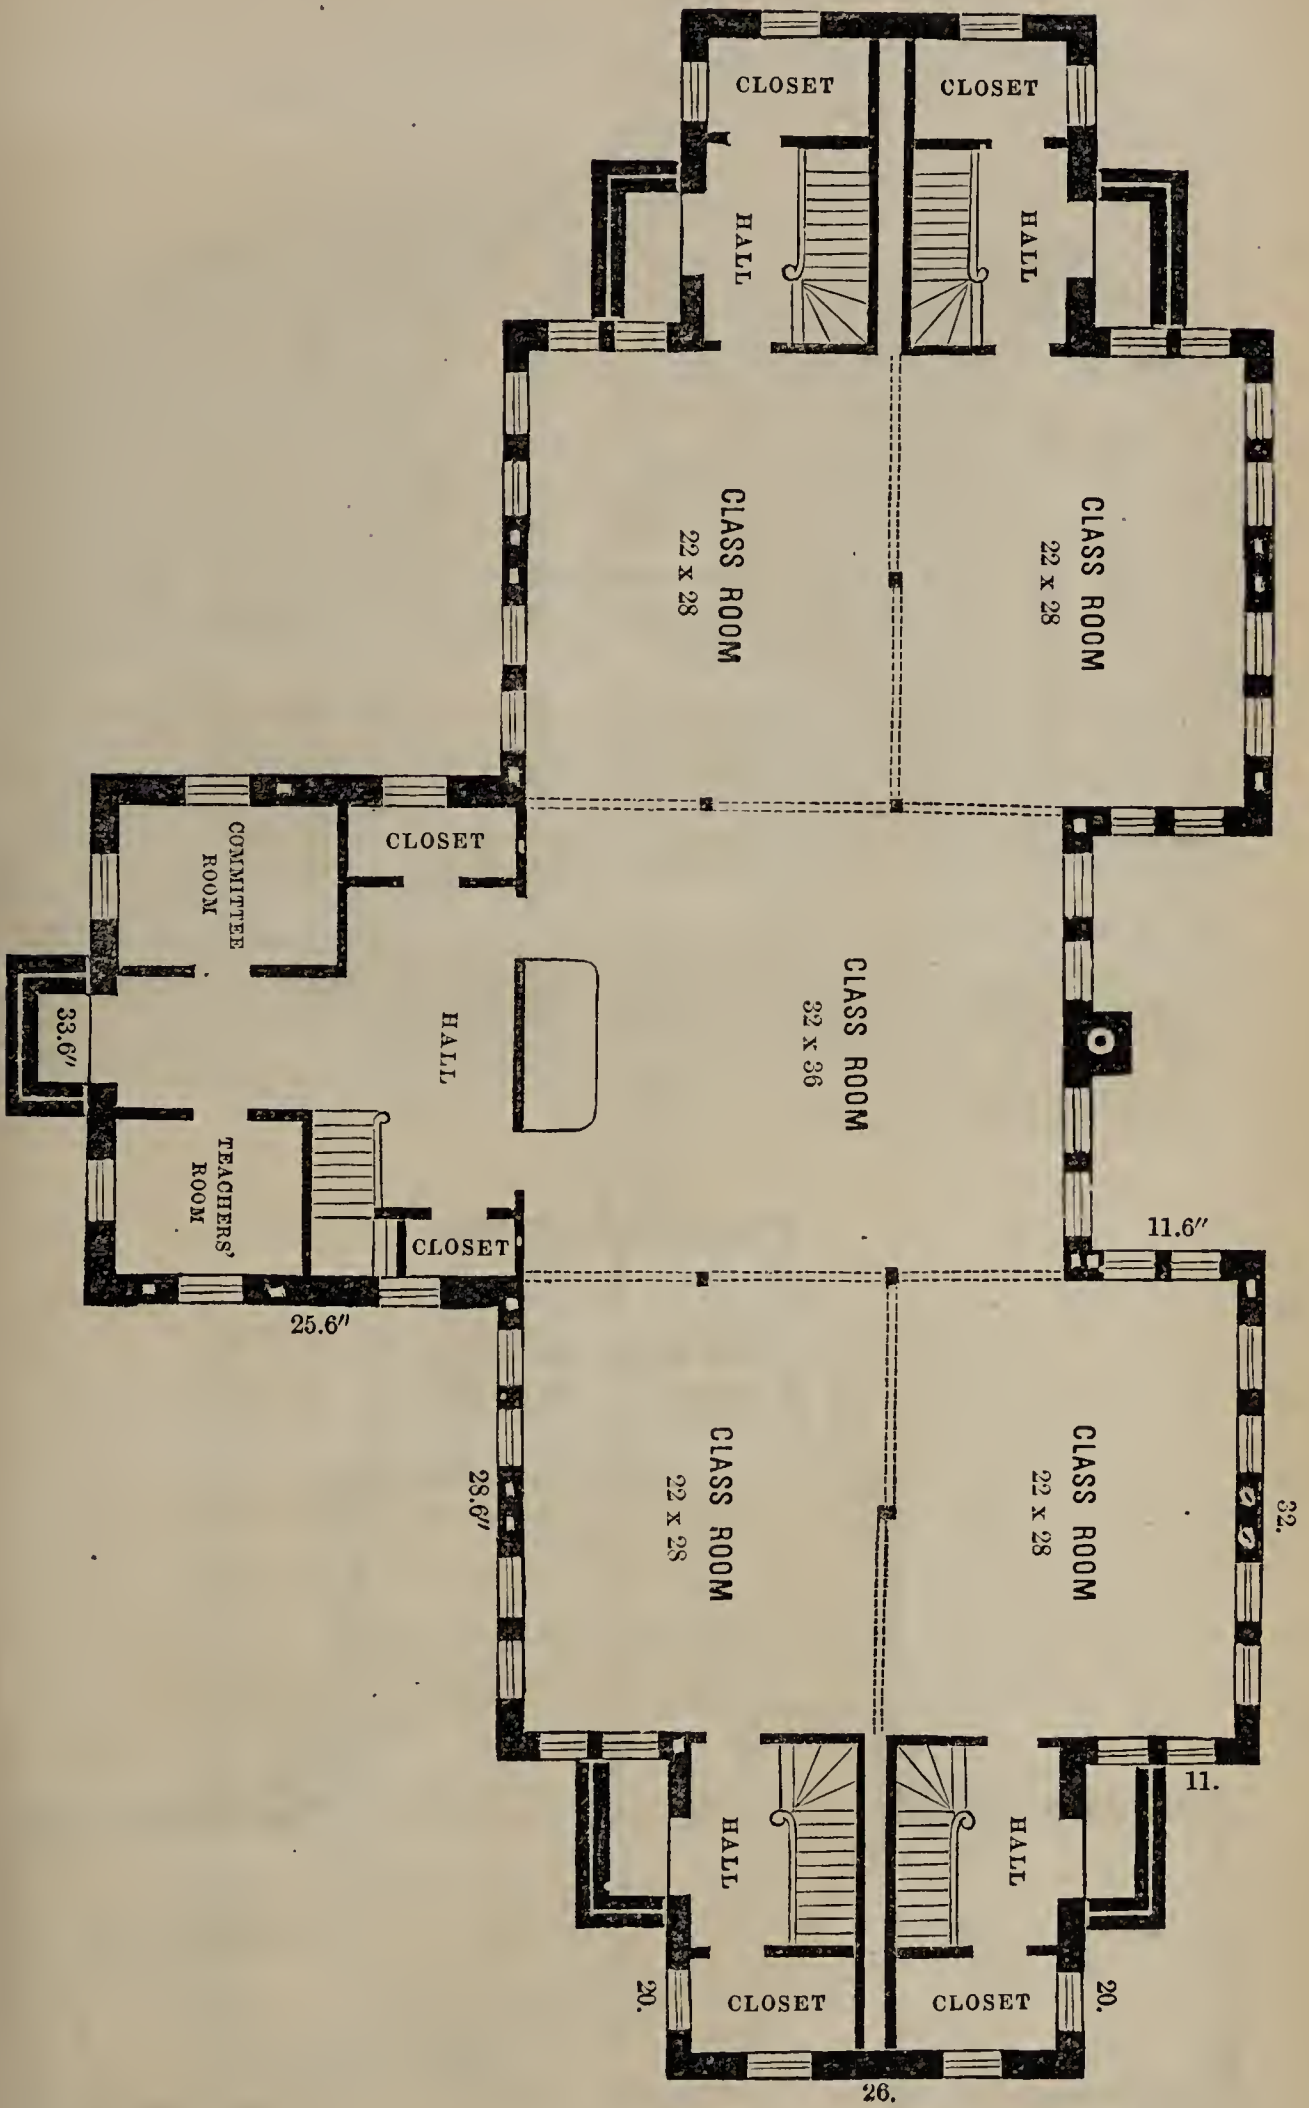 CLOSET
CLOSET
HALL
HALL
CLASS ROOM
22 x 28
CLASS ROOM
22 x 28
CLOSET
COMMITTEE
ROOM
33.6"
HALL
CLASS ROOM
32 x 36
TEACHERS'
ROOM
CLOSET
25.6"
11.6"
28.6"
CLASS ROOM
22 x 28
CLASS ROOM
22 x 28
32.
11.
HALL
HALL
20.
CLOSET
CLOSET
20.
26.